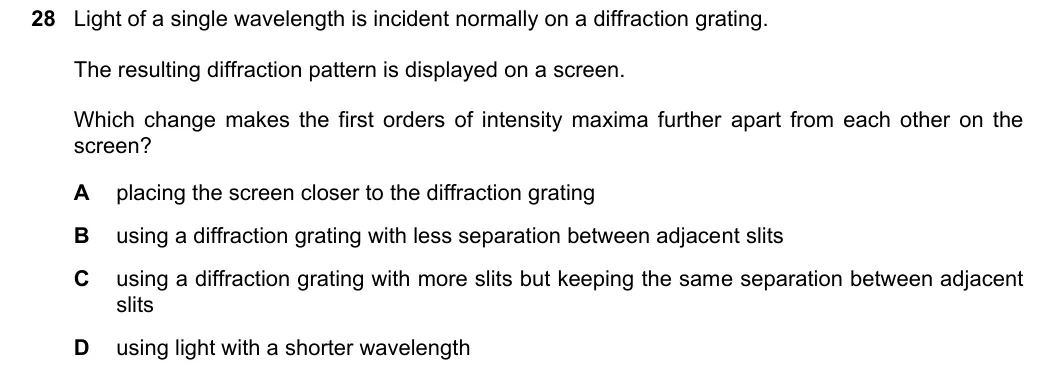 28 Light of a single wavelength is incident normally on a diffraction grating.
The resulting diffraction pattern is displayed on a screen.
Which change makes the first orders of intensity maxima further apart from each other on the
screen?
A placing the screen closer to the diffraction grating
B using a diffraction grating with less separation between adjacent slits
C using a diffraction grating with more slits but keeping the same separation between adjacent
slits
D using light with a shorter wavelength